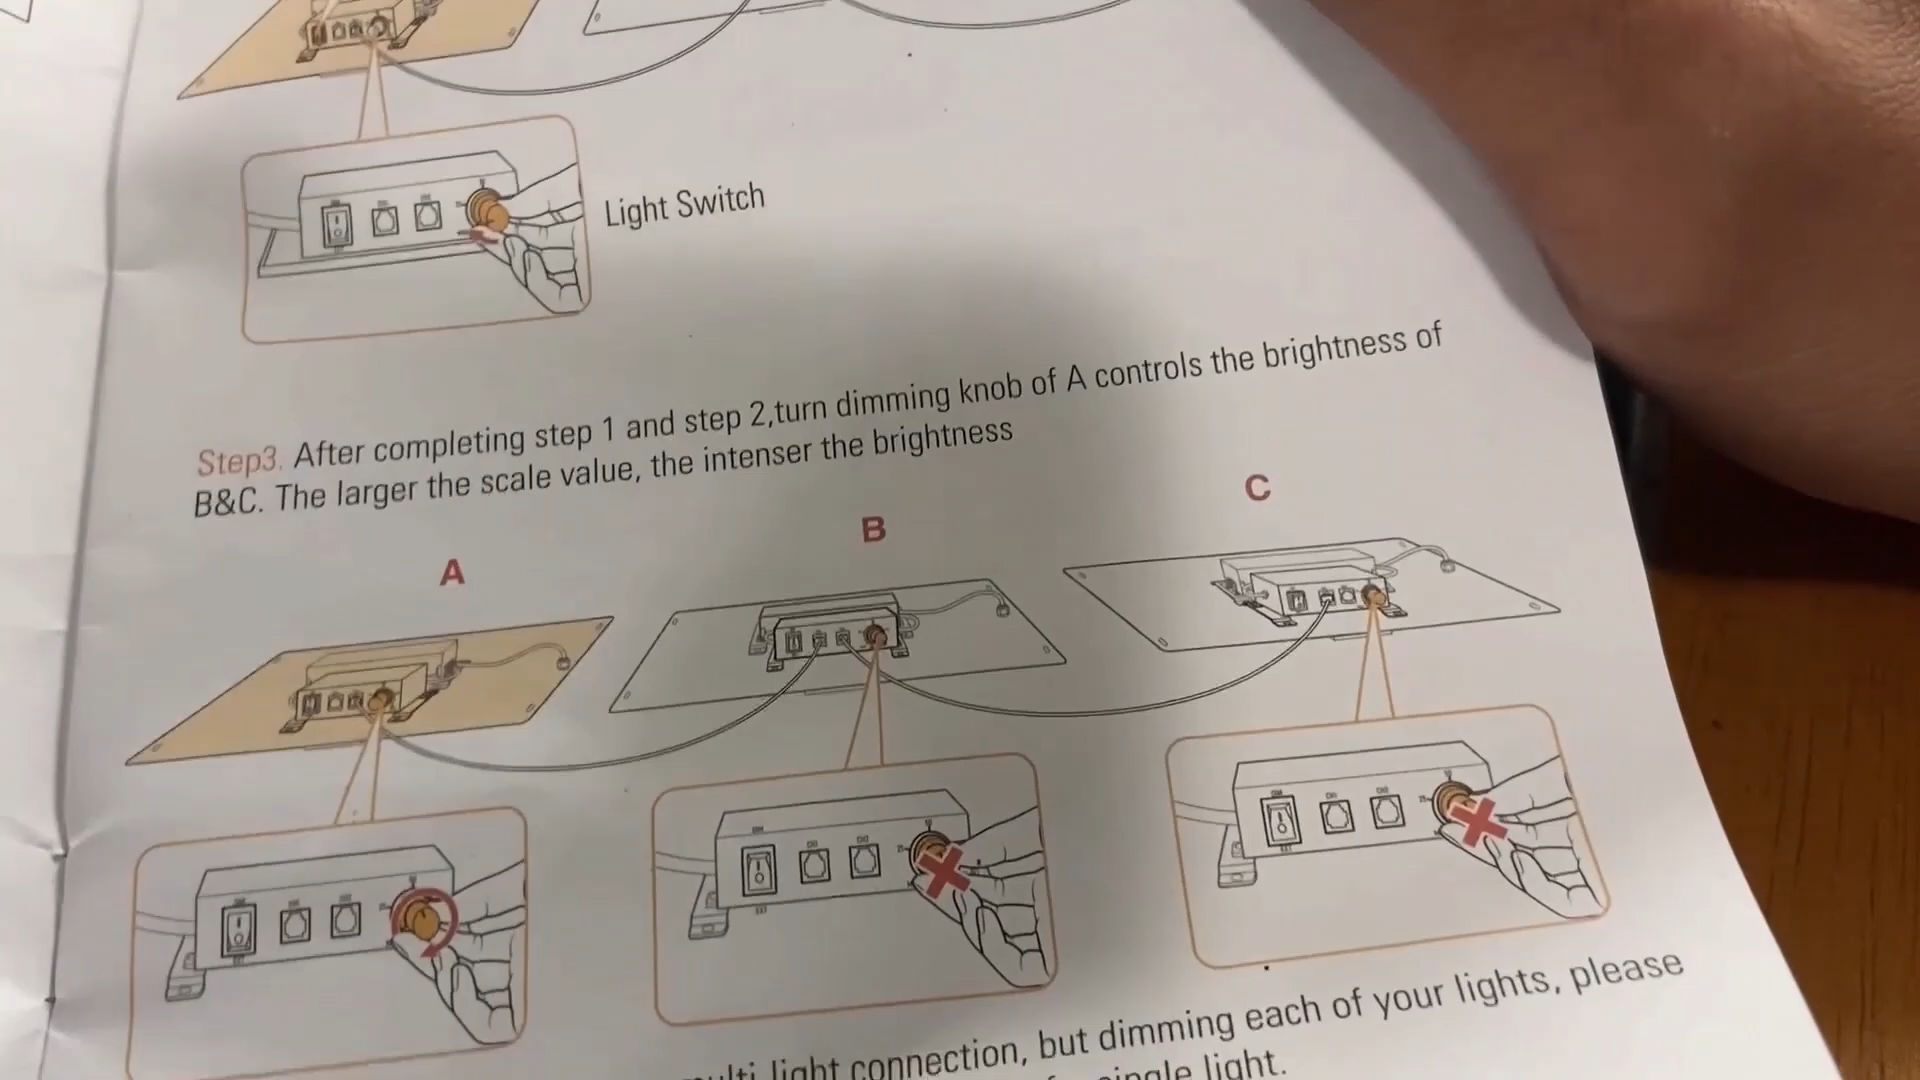 Light Switch
Step3. After completing step 1 and step 2,turn dimming knob of A controls the brightness of
B&C. The larger the scale value, the intenser the brightness
A
B
C
light connection, but dimming each of your lights, please
single light.